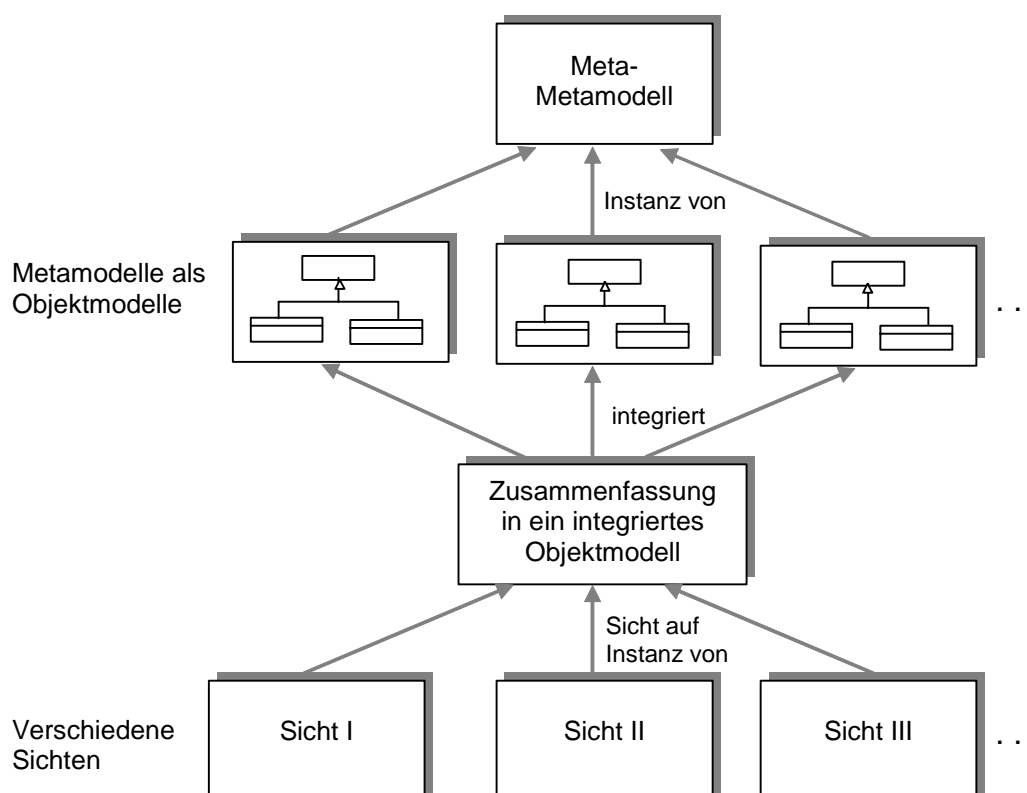 Meta-
Metamodell
Instanz von
Metamodelle als
Objektmodelle
. .
integriert
Zusammenfassung
in ein integriertes
Objektmodell
Sicht auf
Instanz von
Verschiedene
Sichten
Sicht I
Sicht II
Sicht III
. .